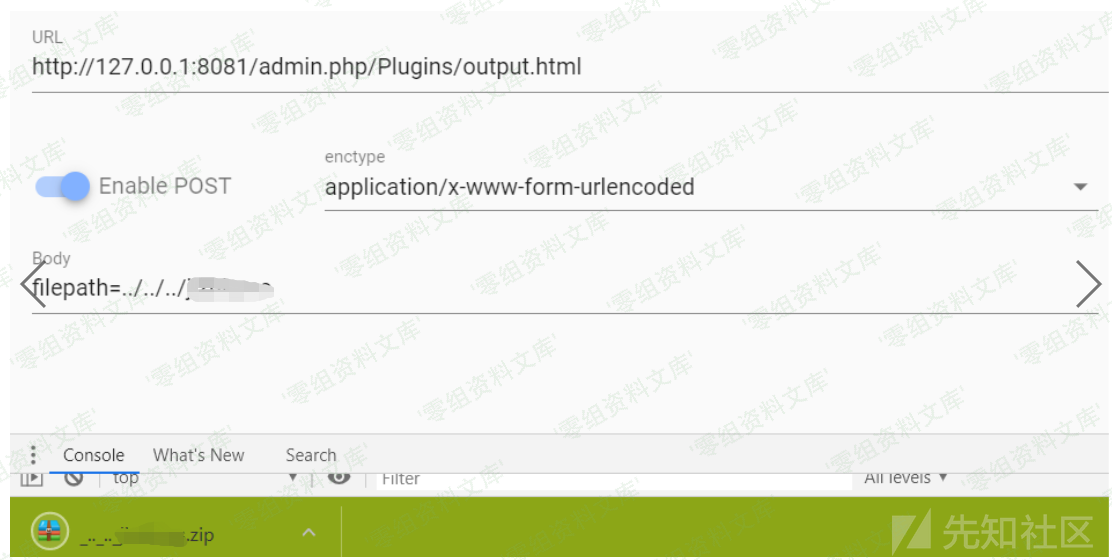 URL
http://127.0.0.1:8081/admin.php/Plugins/output.html
enctype
Enable POST
application/x-www-form-urlencoded
Body
filepath=../../../j
Console What's New Search
top Filter All levels
_.._.._ .zip
先知社区
'零组资料文库'